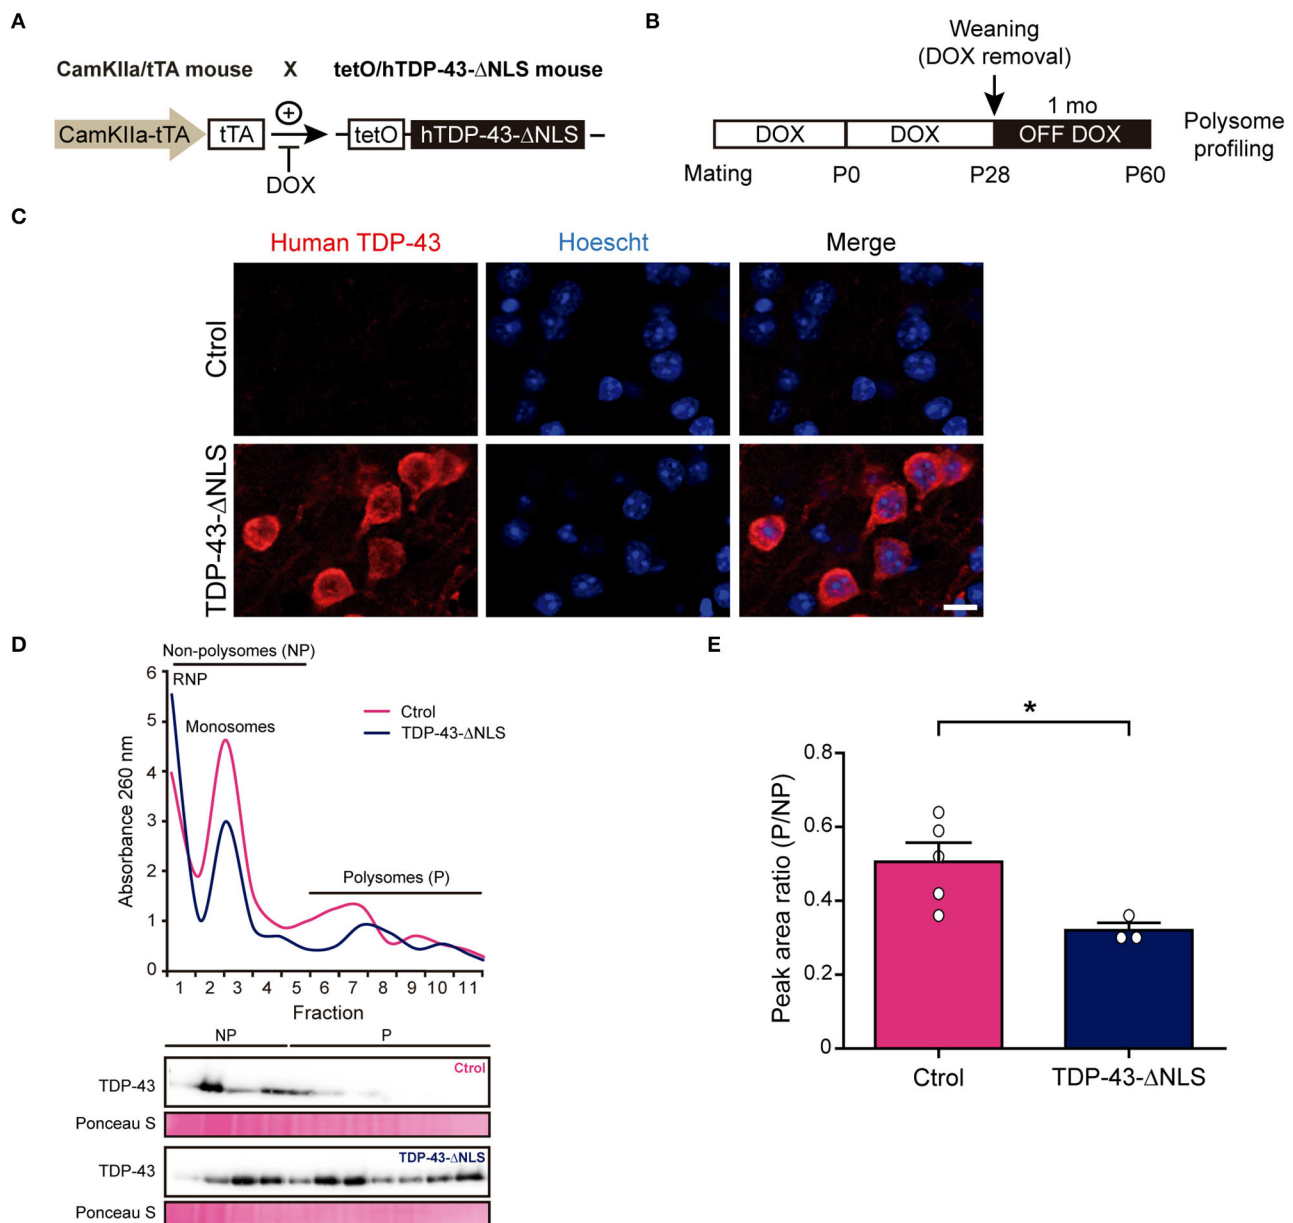 A
CamKIIa/tTA mouse X tetO/hTDP-43-ΔNLS mouse
CamKIIa-tTA tTA + tetO hTDP-43-ΔNLS
DOX
B
Weaning
(DOX removal)
1 mo
DOX DOX OFF DOX
Mating P0 P28 P60
Polysome
profiling
C
Human TDP-43 Hoescht Merge
Ctrol
TDP-43-ΔNLS
D
Non-polysomes (NP)
RNP
Monosomes
Ctrol
TDP-43-ΔNLS
Polysomes (P)
Absorbance 260 nm
6
5
4
3
2
1
0
1 2 3 4 5 6 7 8 9 10 11
Fraction
NP P
TDP-43 Ctrol
Ponceau S
TDP-43 TDP-43-ΔNLS
Ponceau S
E
*
Peak area ratio (P/NP)
0.8
0.6
0.4
0.2
0
Ctrol TDP-43-ΔNLS